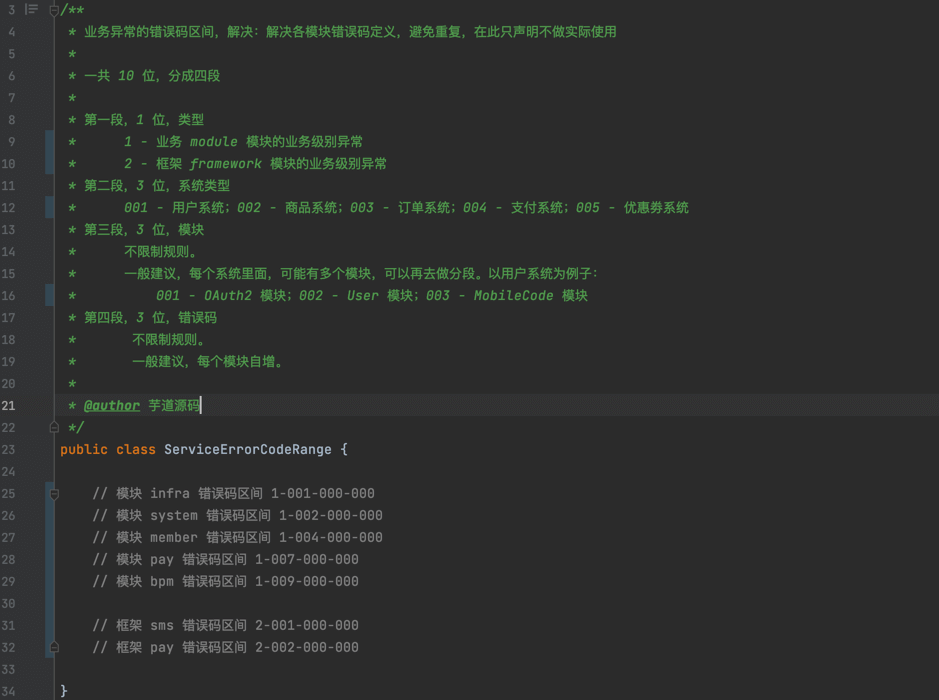 3 /**
4 * 业务异常的错误码区间，解决：解决各模块错误码定义，避免重复，在此只声明不做实际使用
5 *
6 * 一共 10 位，分成四段
7 *
8 * 第一段，1 位，类型
9 *      1 - 业务 module 模块的业务级别异常
10 *      2 - 框架 framework 模块的业务级别异常
11 * 第二段，3 位，系统类型
12 *      001 - 用户系统；002 - 商品系统；003 - 订单系统；004 - 支付系统；005 - 优惠劵系统
13 * 第三段，3 位，模块
14 *      不限制规则。
15 *      一般建议，每个系统里面，可能有多个模块，可以再去做分段。以用户系统为例子：
16 *          001 - OAuth2 模块；002 - User 模块；003 - MobileCode 模块
17 * 第四段，3 位，错误码
18 *       不限制规则。
19 *       一般建议，每个模块自增。
20 *
21 * @author 芋道源码
22 */
23 public class ServiceErrorCodeRange {
24
25     // 模块 infra 错误码区间 1-001-000-000
26     // 模块 system 错误码区间 1-002-000-000
27     // 模块 member 错误码区间 1-004-000-000
28     // 模块 pay 错误码区间 1-007-000-000
29     // 模块 bpm 错误码区间 1-009-000-000
30
31     // 框架 sms 错误码区间 2-001-000-000
32     // 框架 pay 错误码区间 2-002-000-000
33
34 }